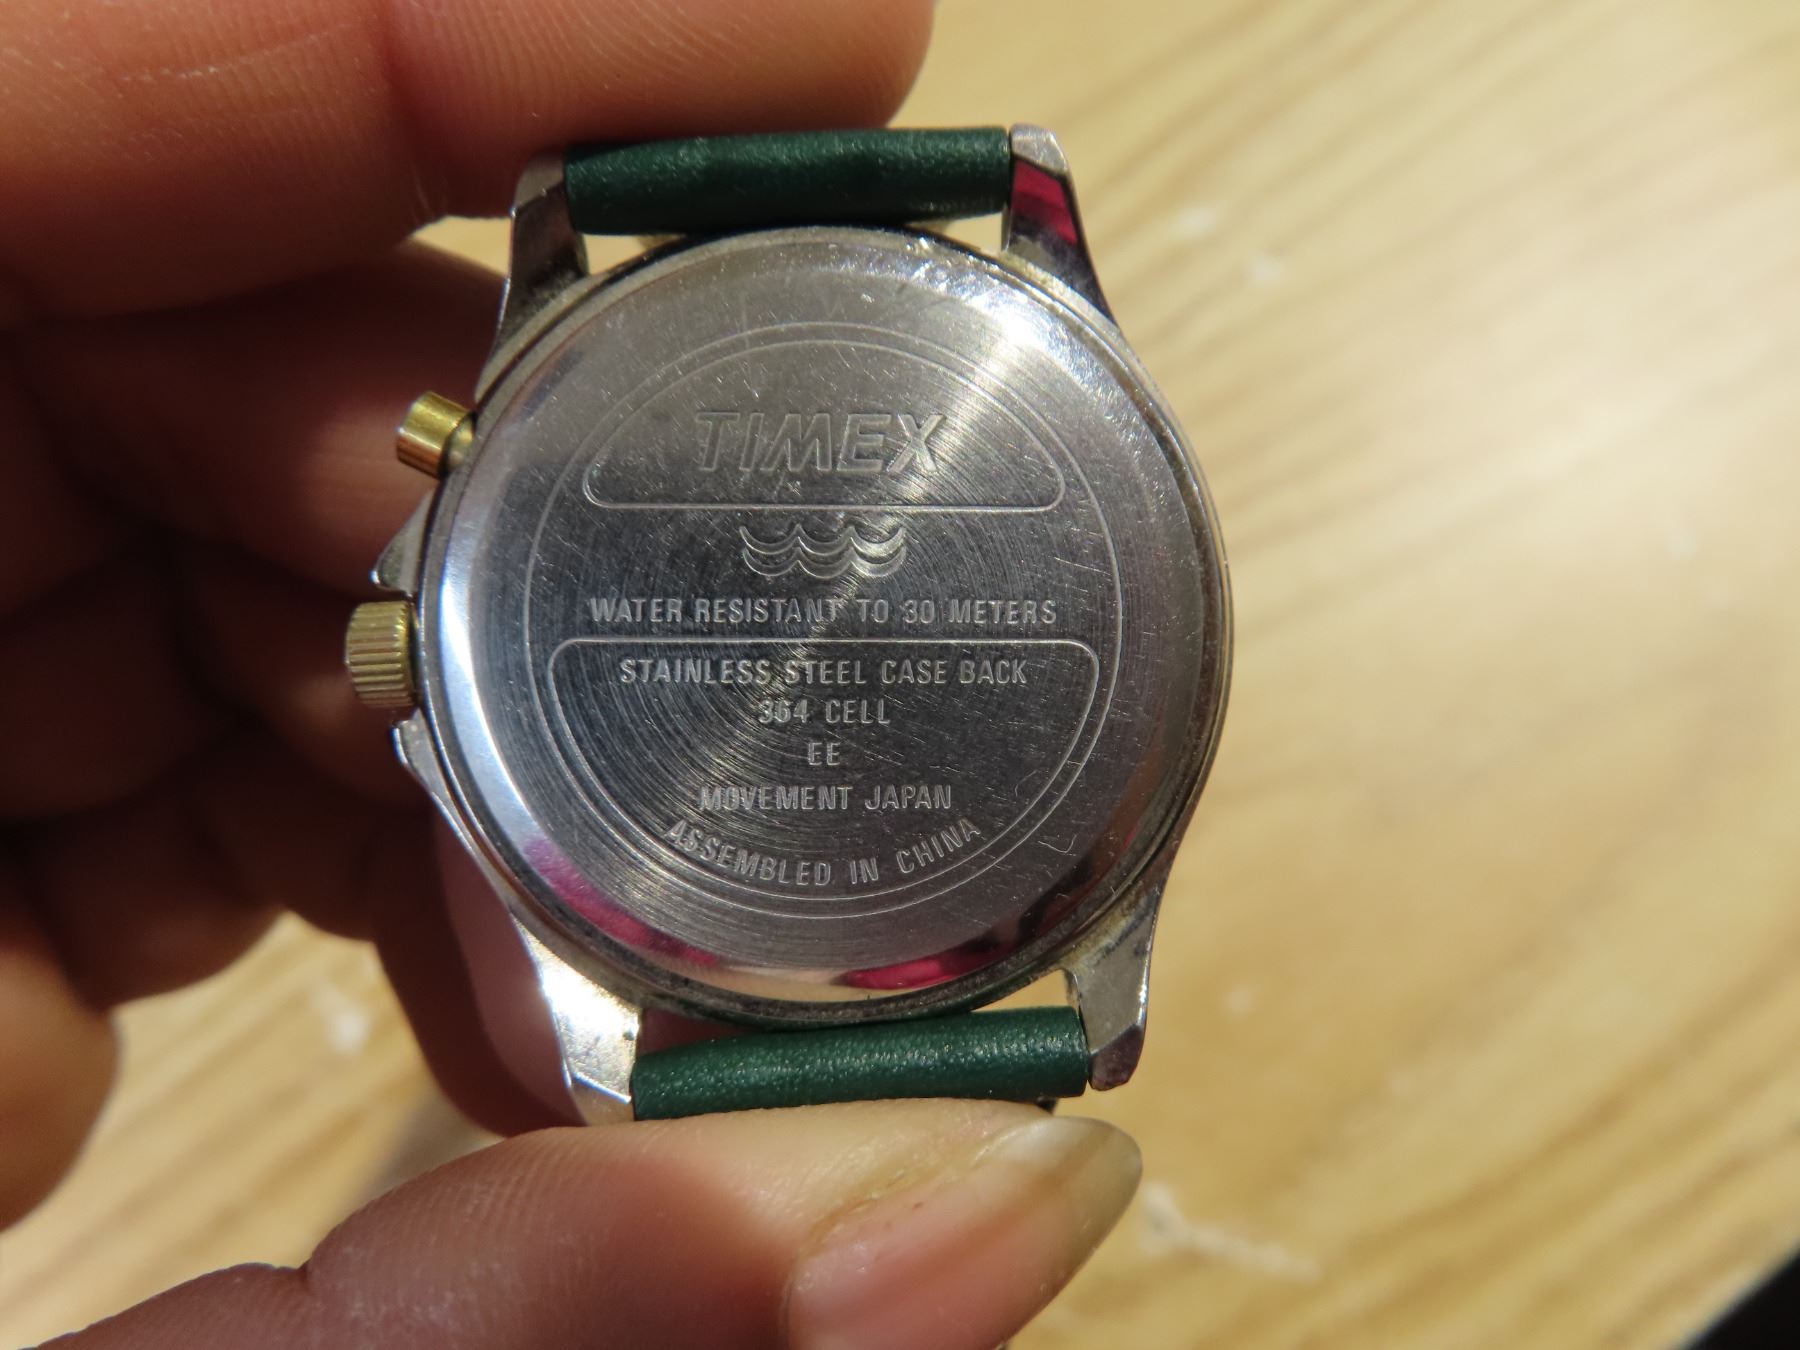 TIMEX
WATER RESISTANT TO 30 METERS
STAINLESS STEEL CASE BACK
364 CELL
EE
MOVEMENT JAPAN
ASSEMBLED IN CHINA